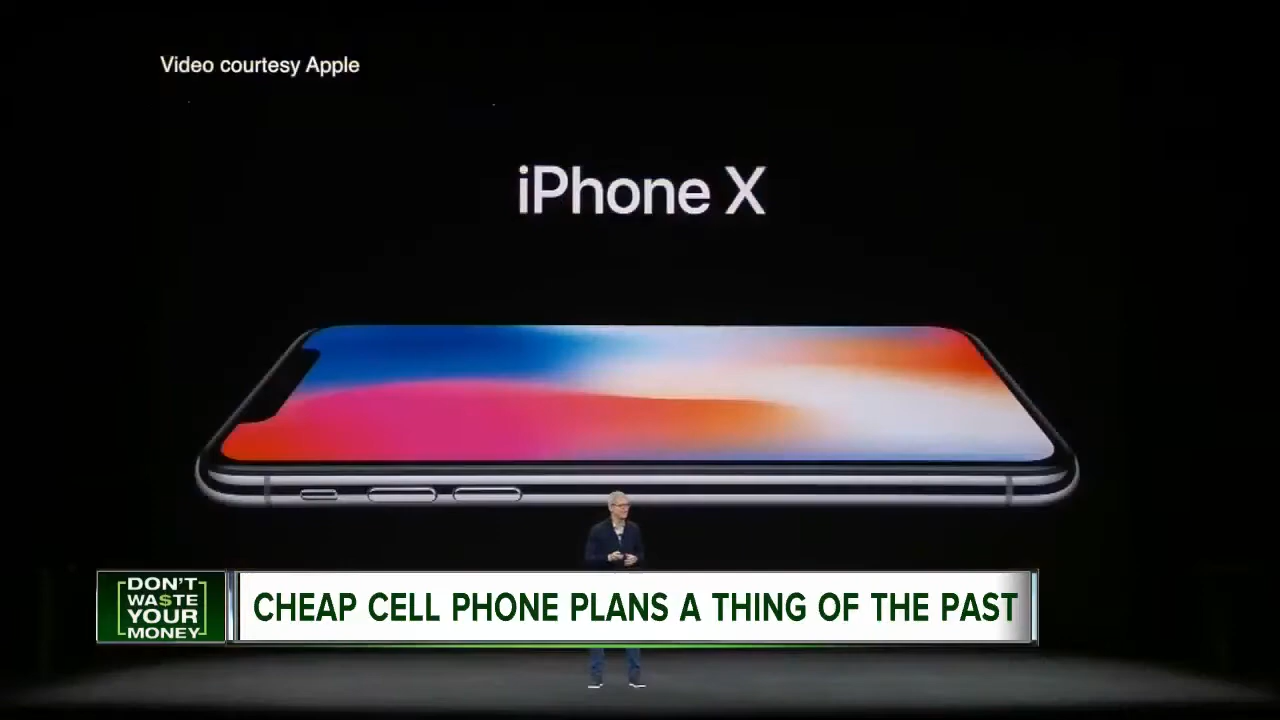 Video courtesy Apple
iPhone X
DON'T
WA$TE
YOUR
MONEY
CHEAP CELL PHONE PLANS A THING OF THE PAST